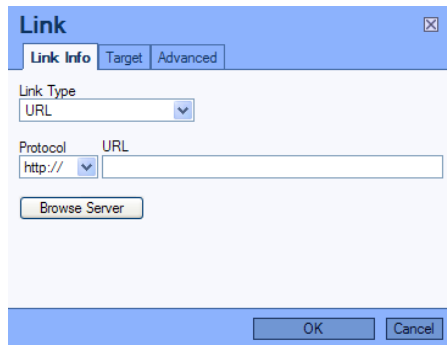 Link
Link Info Target Advanced
Link Type
URL
Protocol URL
http://
Browse Server
OK Cancel